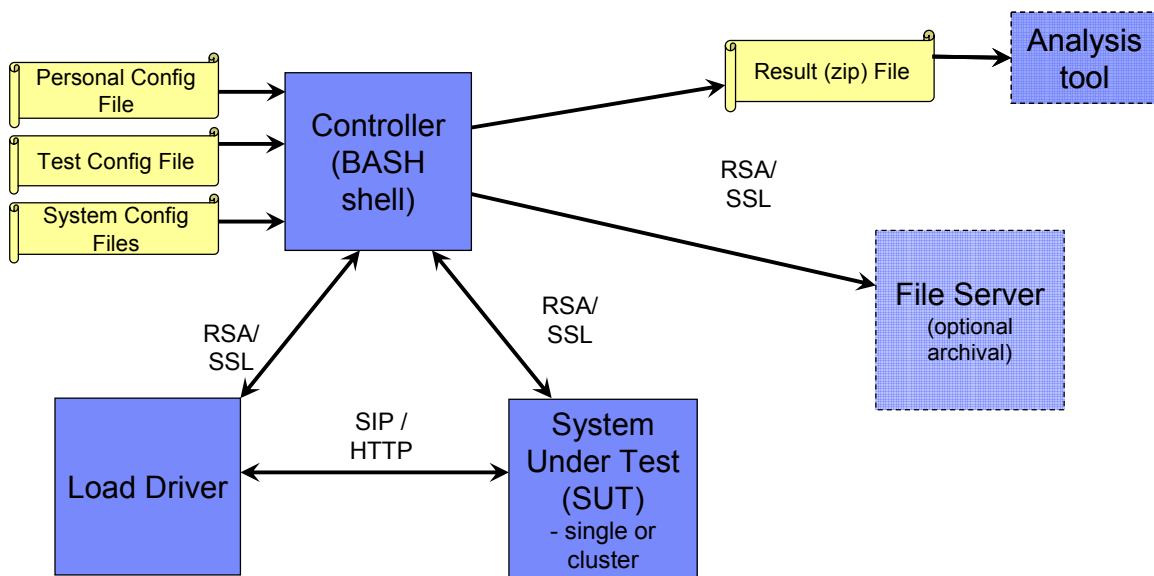 Personal Config
File
Test Config File
System Config
Files
Controller
(BASH
shell)
Result (zip) File
Analysis
tool
RSA/
SSL
File Server
(optional
archival)
RSA/
SSL
RSA/
SSL
Load Driver
SIP /
HTTP
System
Under Test
(SUT)
- single or
cluster